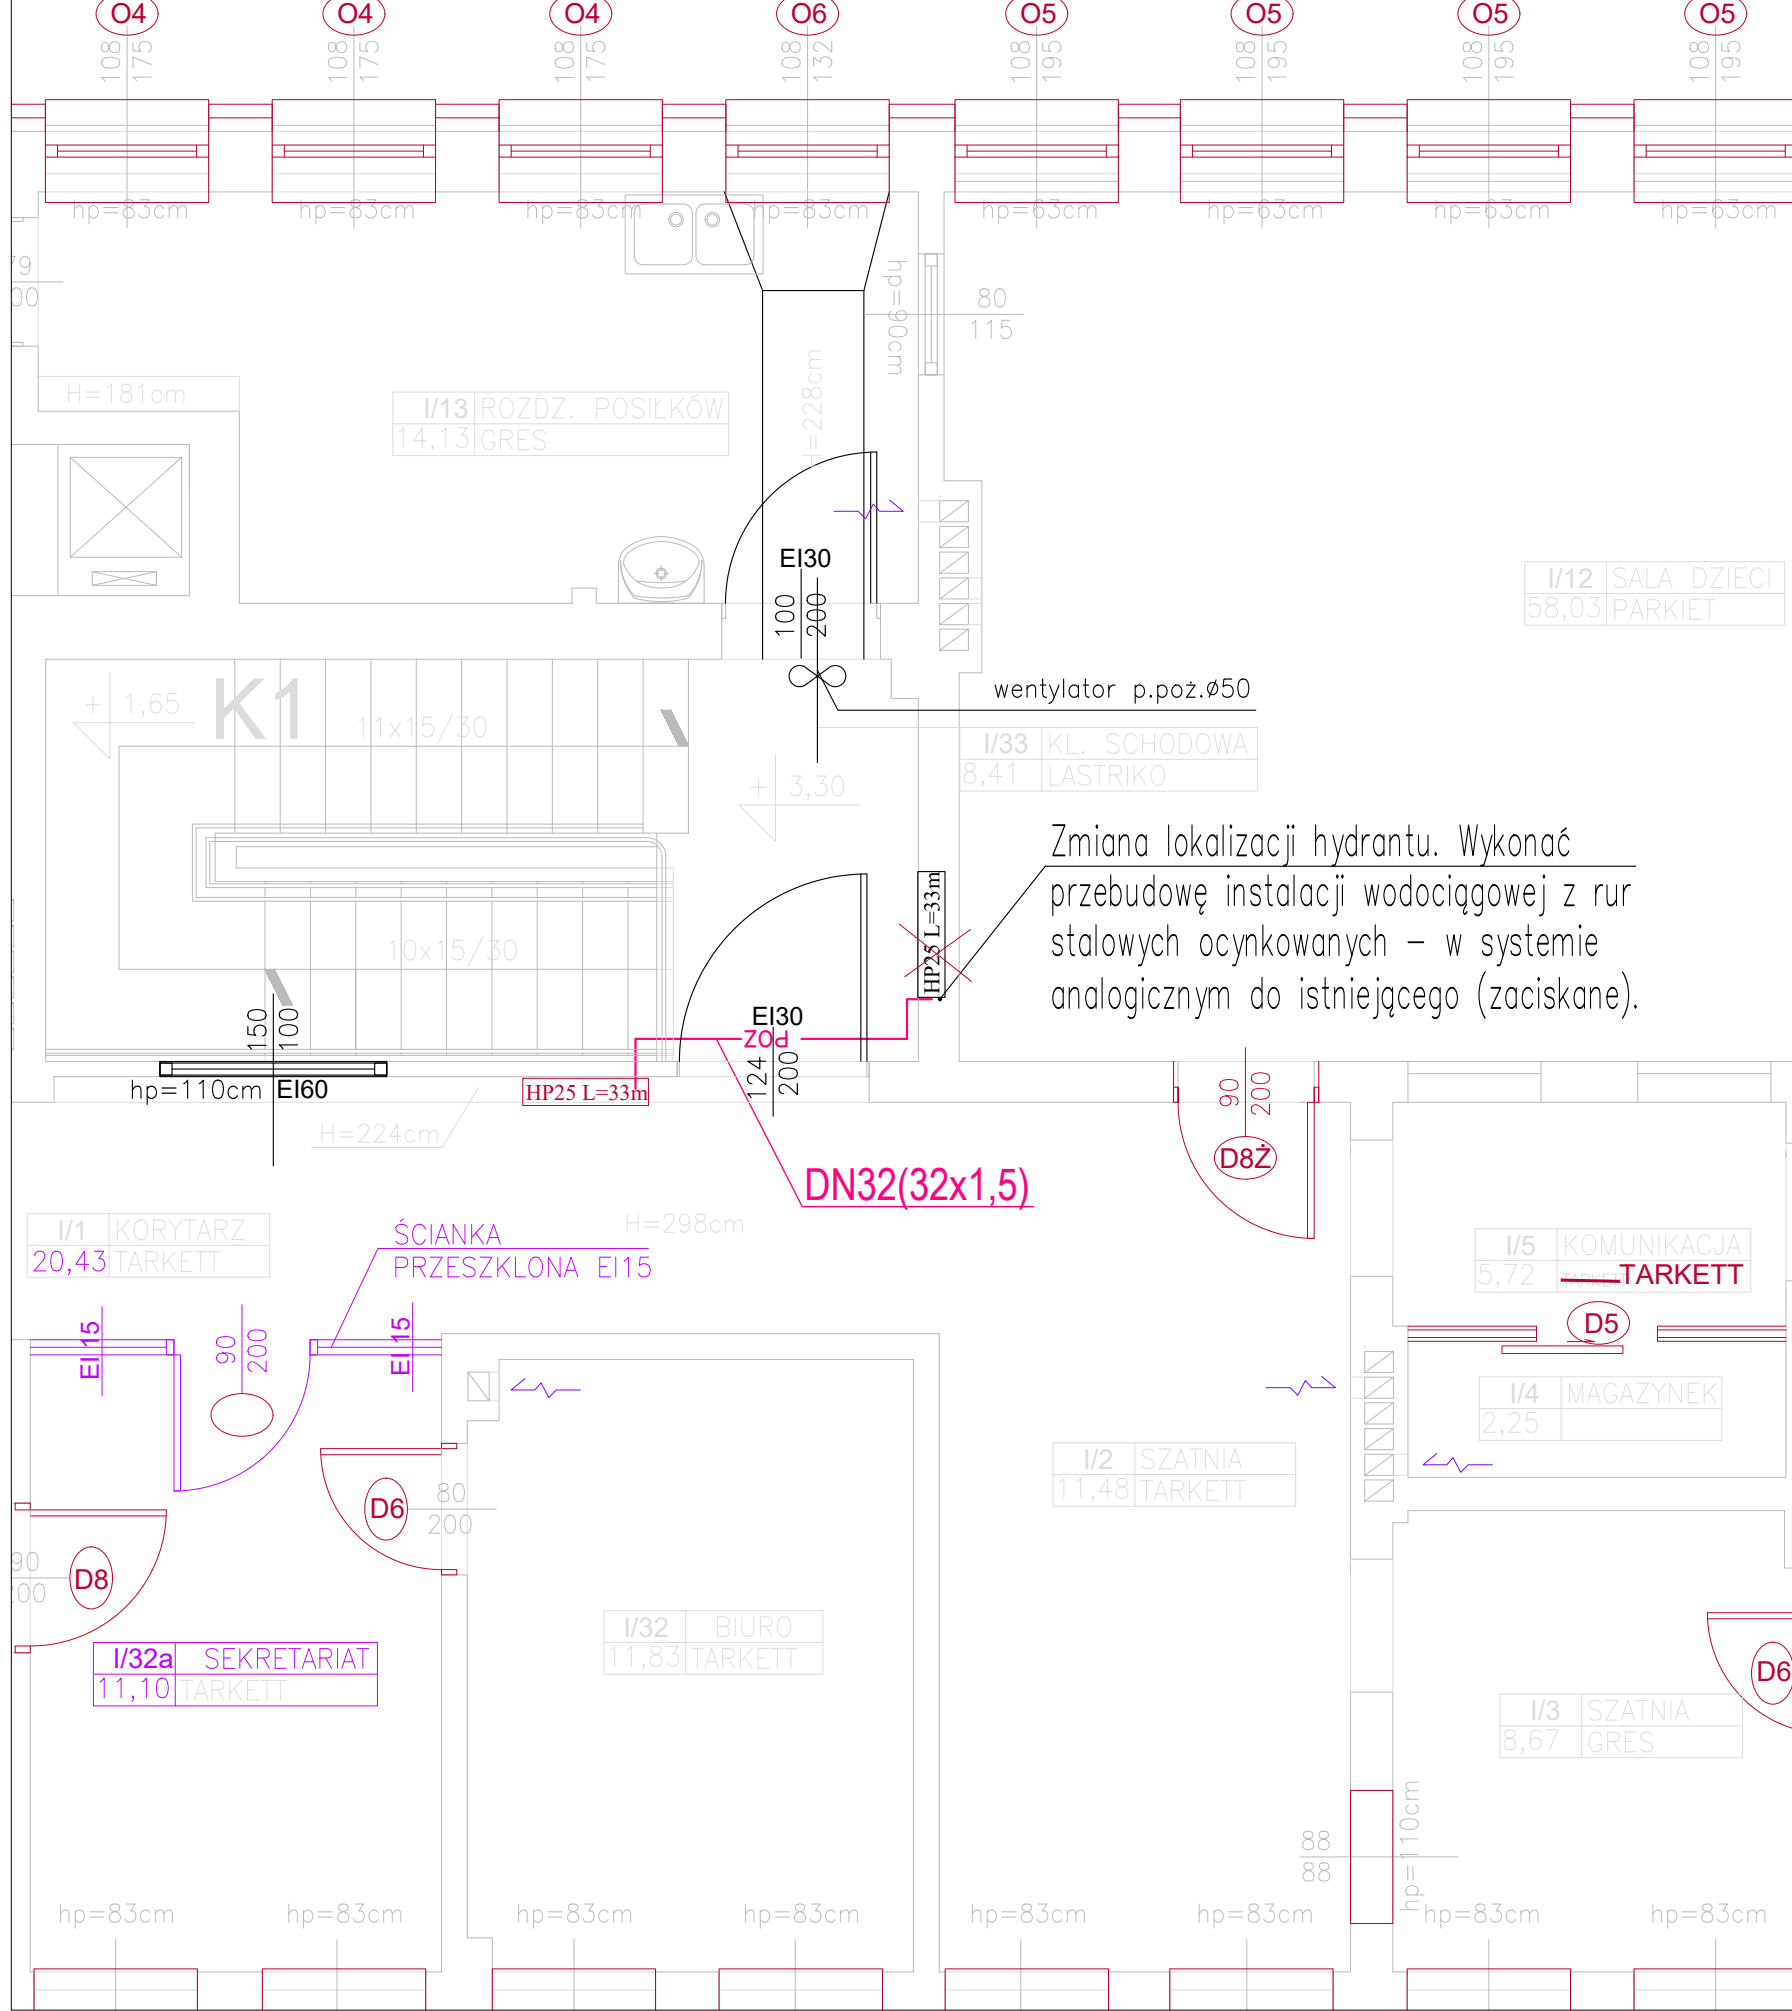 O4 O4 O4 O6 O5 O5 O5 O5
108 175 108 175 108 175 108 132 108 195 108 195 108 195 108 195
hp=83cm hp=83cm hp=83cm hp=83cm hp=63cm hp=63cm hp=63cm hp=63cm
hp=90cm
80
115
H=181cm
H=228cm
I/13 ROZDZ. POSIŁKÓW
14,13 GRES
EI30
100
200
I/12 SALA DZIECI
58,03 PARKIET
+ 1,65
K1
11x15/30
wentylator p.poż.ø50
I/33 KL. SCHODOWA
8,41 LASTRIKO
+ 3,30
Zmiana lokalizacji hydrantu. Wykonać
przebudowę instalacji wodociągowej z rur
stalowych ocynkowanych – w systemie
analogicznym do istniejącego (zaciskane).
HP25 L=33m
10x15/30
150
100
EI30
POZ
124
200
hp=110cm EI60
HP25 L=33m
90
200
D8Ż
H=224cm
DN32(32x1,5)
H=298cm
I/1 KORYTARZ
20,43 TARKETT
ŚCIANKA
PRZESZKLONA EI15
I/5 KOMUNIKACJA
5,72 TARKETT TARKETT
D5
EI 15
90
200
EI 15
I/4 MAGAZYNEK
2,25
I/2 SZATNIA
11,48 TARKETT
D6
80
200
D8
I/32 BIURO
11,83 TARKETT
I/32a SEKRETARIAT
11,10 TARKETT
D6
I/3 SZATNIA
8,67 GRES
88
88
hp=110cm
hp=83cm hp=83cm hp=83cm hp=83cm hp=83cm hp=83cm hp=83cm hp=83cm